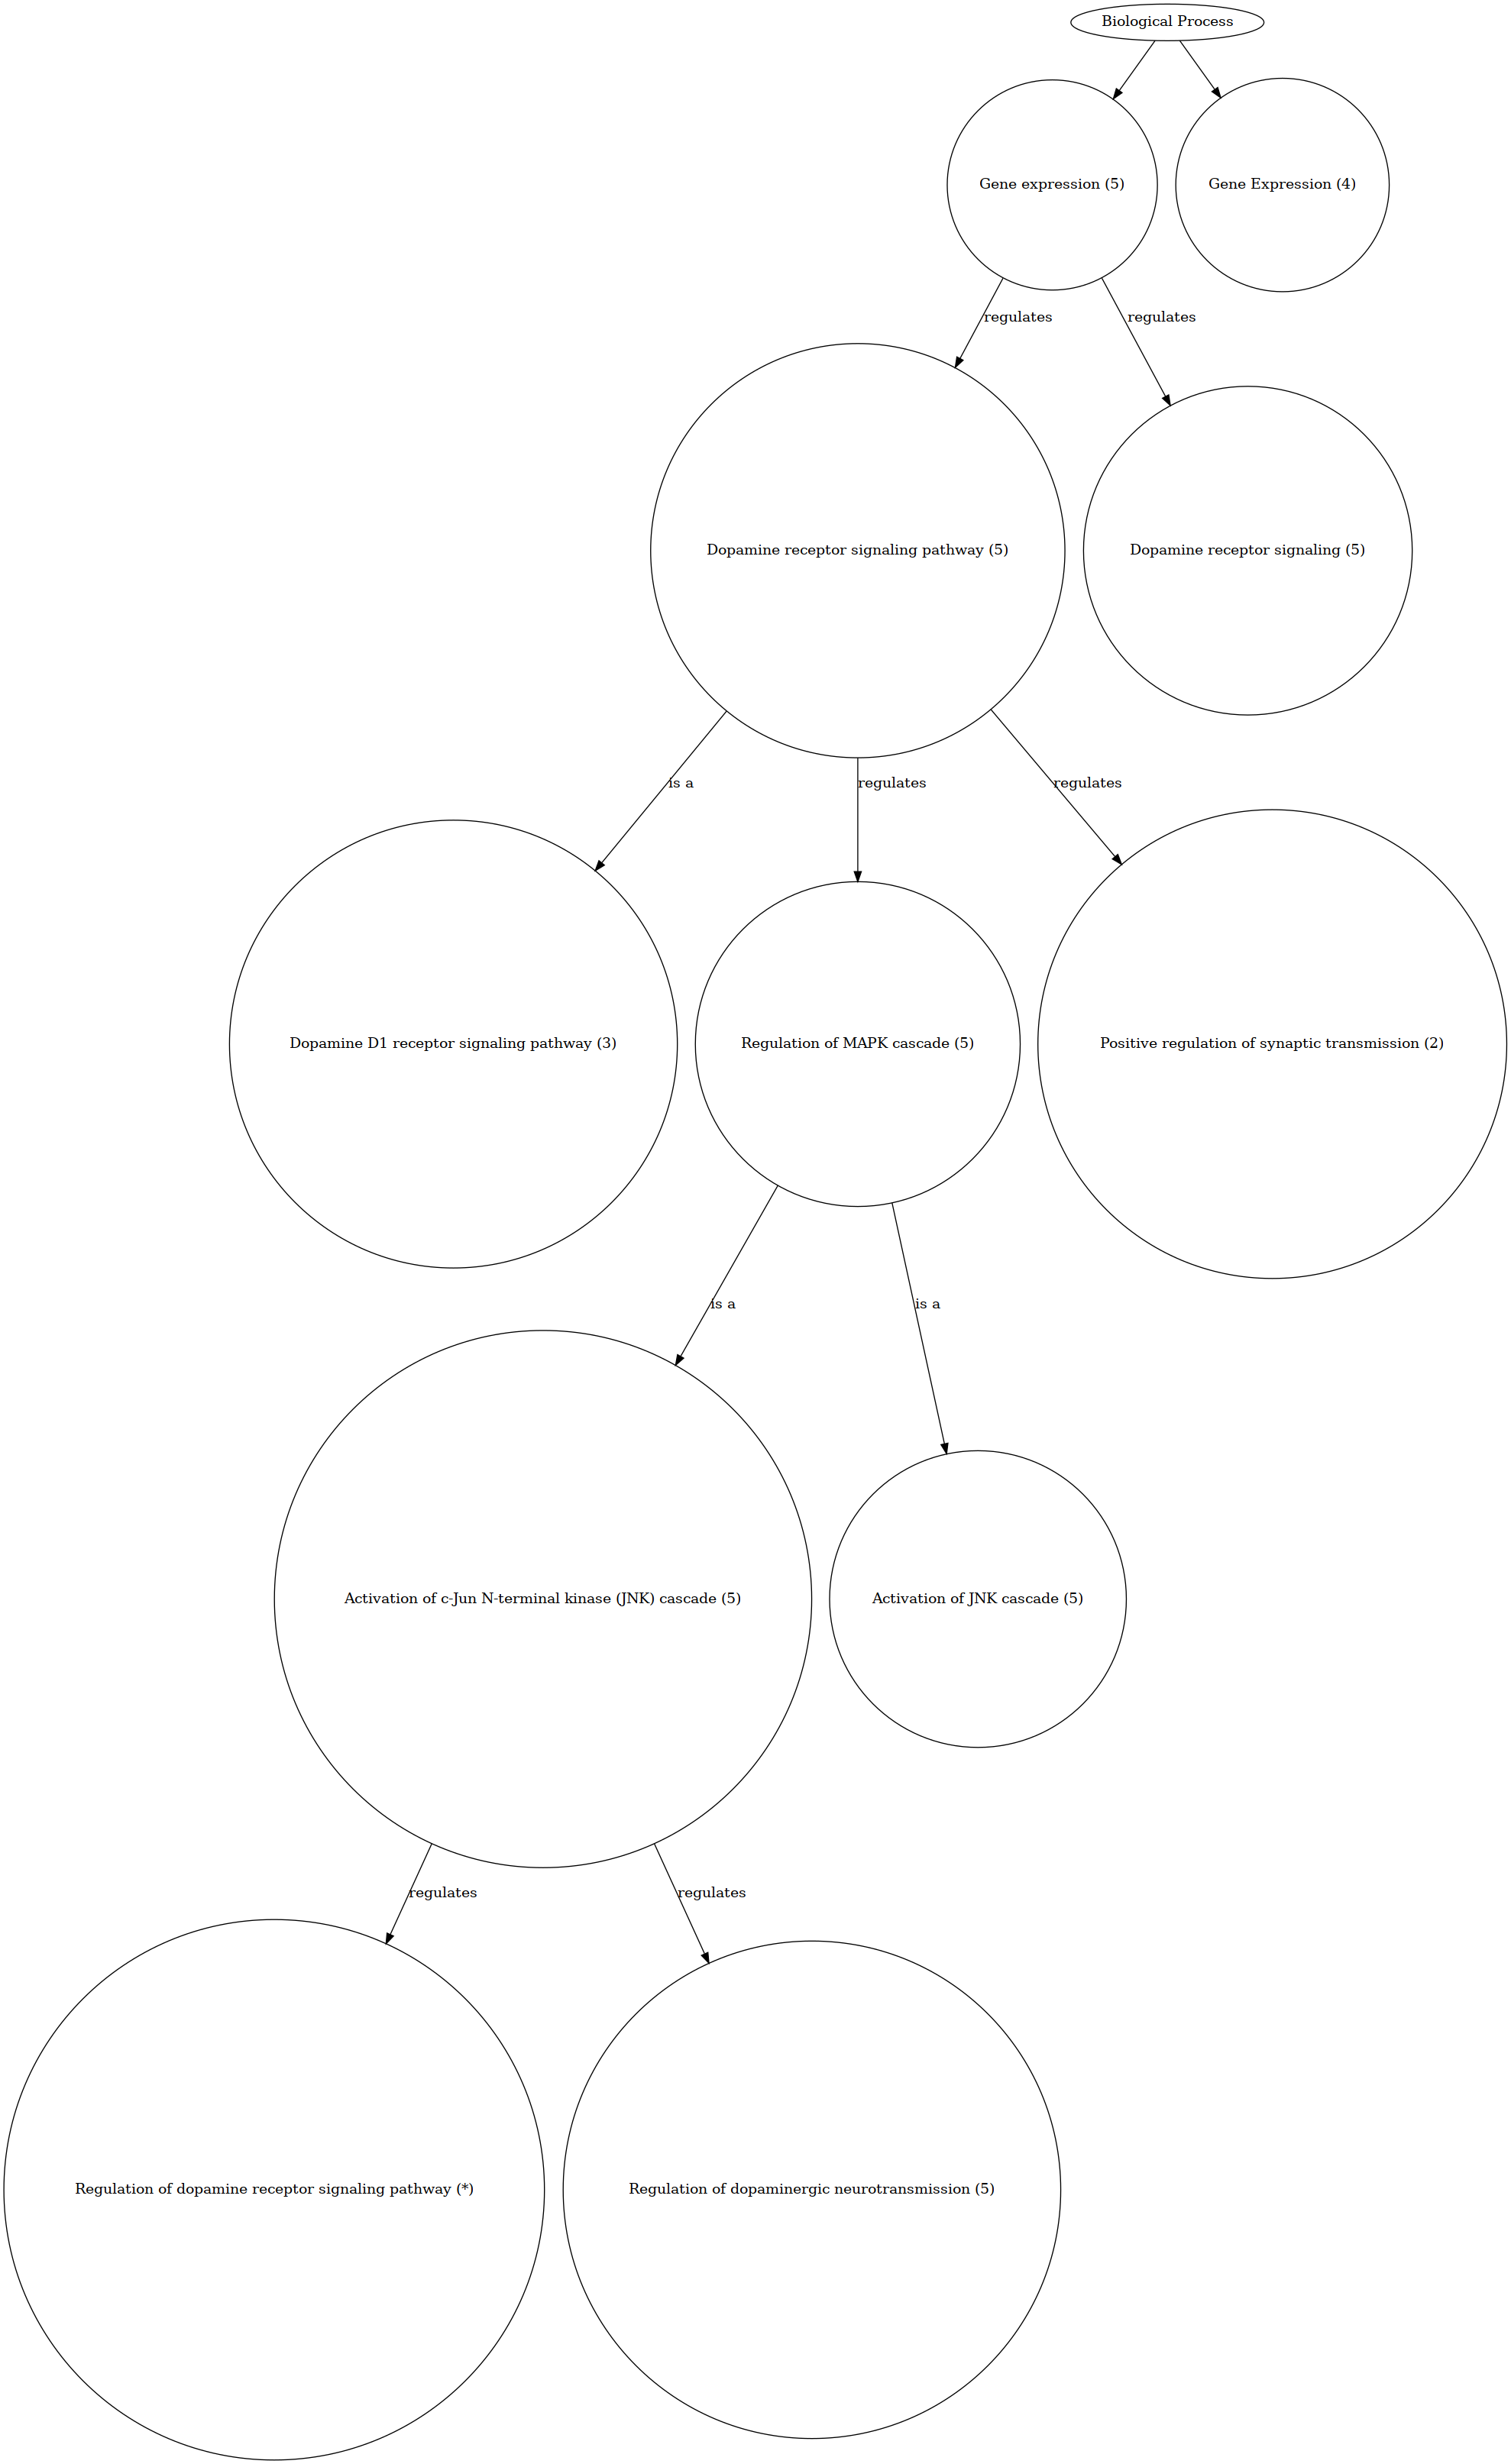 Biological Process
Gene expression (5)
Gene Expression (4)
regulates
regulates
Dopamine receptor signaling pathway (5)
Dopamine receptor signaling (5)
is a
regulates
regulates
Dopamine D1 receptor signaling pathway (3)
Regulation of MAPK cascade (5)
Positive regulation of synaptic transmission (2)
is a
is a
Activation of c-Jun N-terminal kinase (JNK) cascade (5)
Activation of JNK cascade (5)
regulates
regulates
Regulation of dopamine receptor signaling pathway (*)
Regulation of dopaminergic neurotransmission (5)